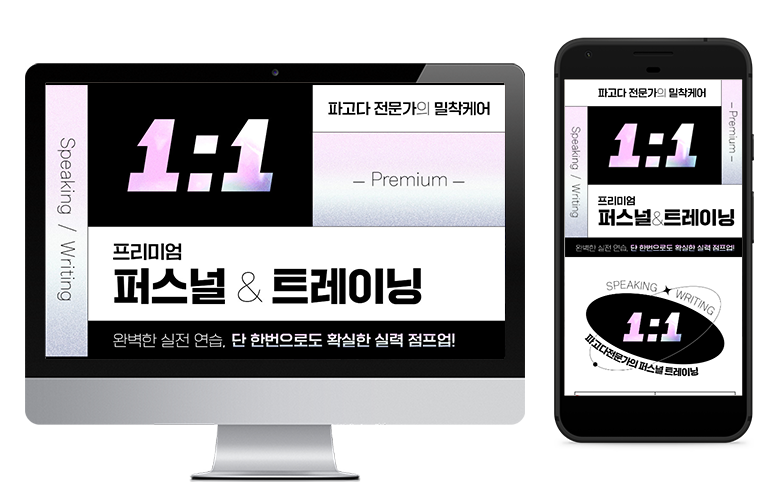 파고다 전문가의 밀착케어
1:1
Speaking / Writing
– Premium –
프리미엄
퍼스널 & 트레이닝
완벽한 실전 연습, 단 한번으로도 확실한 실력 점프업!
파고다 전문가의 밀착케어
1:1
Speaking / Writing
– Premium –
프리미엄
퍼스널&트레이닝
완벽한 실전 연습, 단 한번으로도 확실한 실력 점프업!
SPEAKING WRITING
1:1
파고다전문가의 퍼스널 트레이닝